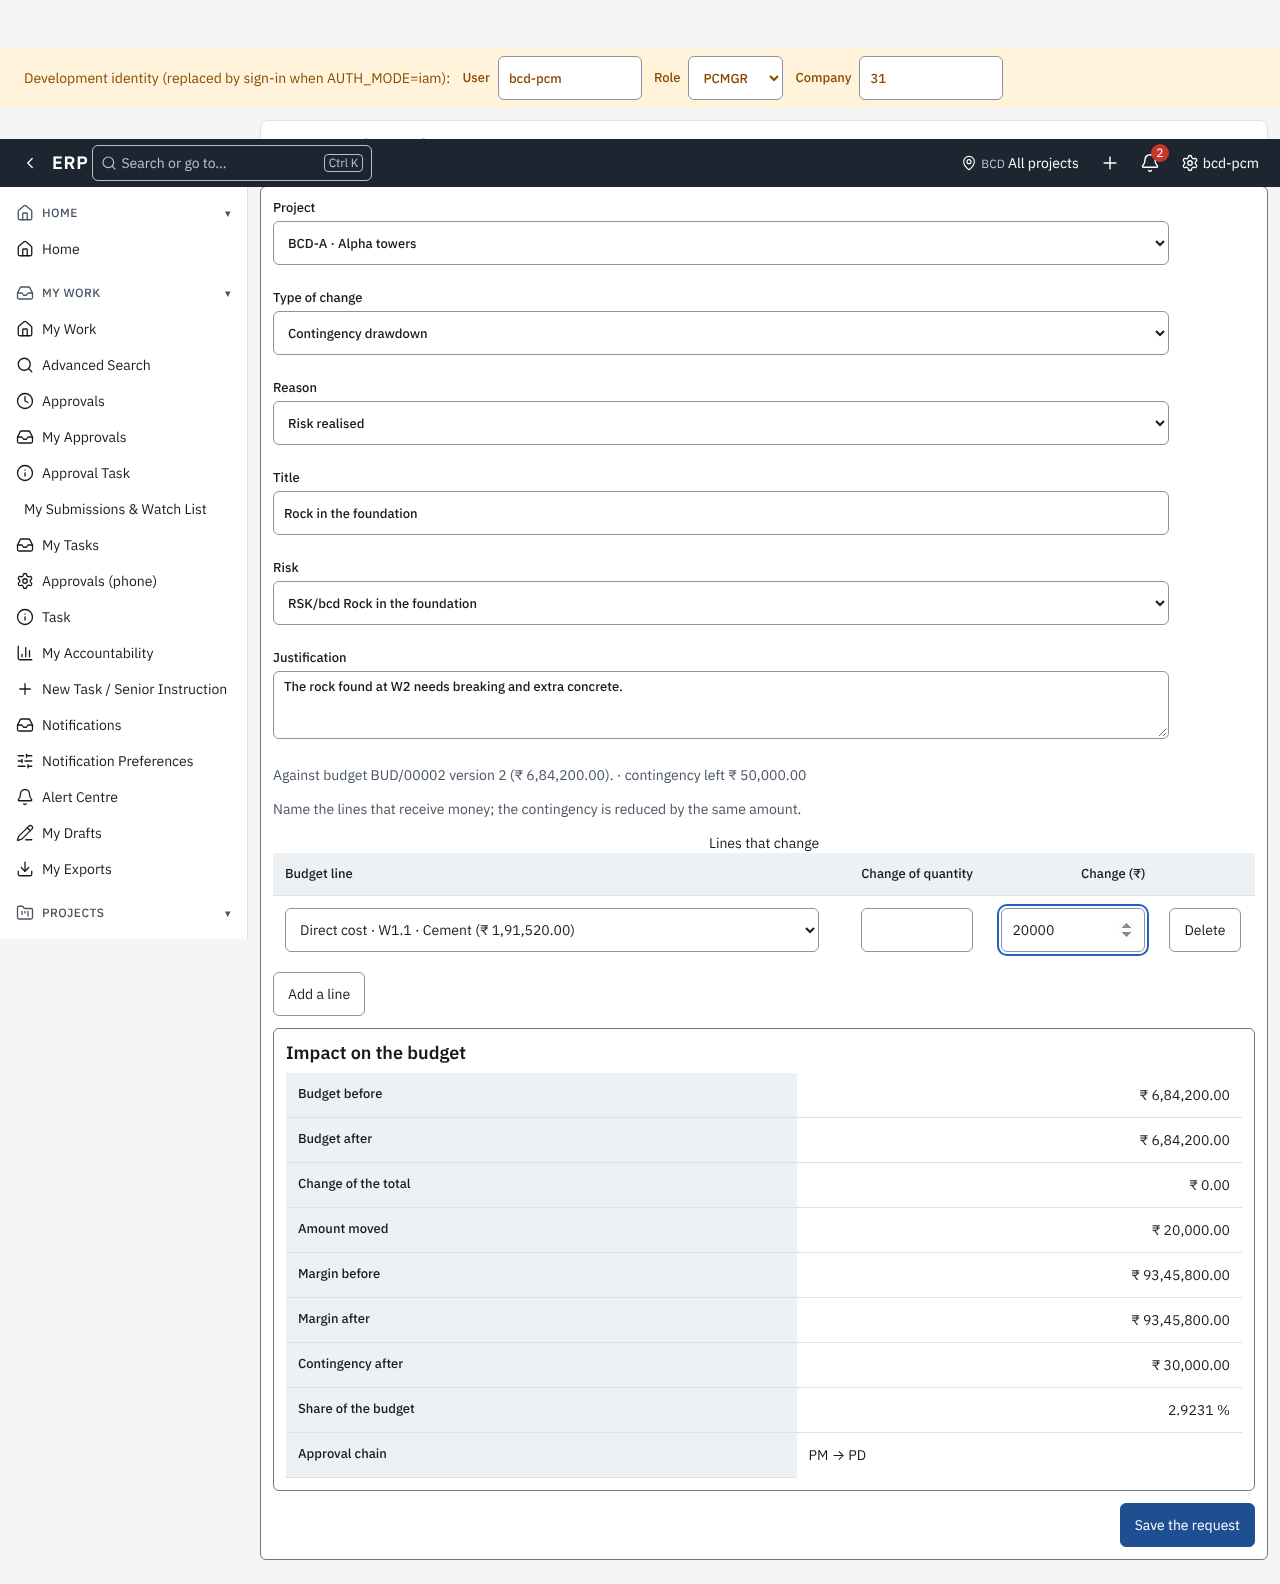 Development identity (replaced by sign-in when AUTH_MODE=iam): User bcd-pcm Role PCMGR Company 31
ERP Search or go to... Ctrl K BCD All projects 2 bcd-pcm
HOME
Home
MY WORK
My Work
Advanced Search
Approvals
My Approvals
Approval Task
My Submissions & Watch List
My Tasks
Approvals (phone)
Task
My Accountability
New Task / Senior Instruction
Notifications
Notification Preferences
Alert Centre
My Drafts
My Exports
PROJECTS
Project
BCD-A · Alpha towers
Type of change
Contingency drawdown
Reason
Risk realised
Title
Rock in the foundation
Risk
RSK/bcd Rock in the foundation
Justification
The rock found at W2 needs breaking and extra concrete.
Against budget BUD/00002 version 2 (₹ 6,84,200.00). · contingency left ₹ 50,000.00
Name the lines that receive money; the contingency is reduced by the same amount.
Lines that change
Budget line Change of quantity Change (₹)
Direct cost · W1.1 · Cement (₹ 1,91,520.00) 20000 Delete
Add a line
Impact on the budget
Budget before ₹ 6,84,200.00
Budget after ₹ 6,84,200.00
Change of the total ₹ 0.00
Amount moved ₹ 20,000.00
Margin before ₹ 93,45,800.00
Margin after ₹ 93,45,800.00
Contingency after ₹ 30,000.00
Share of the budget 2.9231 %
Approval chain PM → PD
Save the request